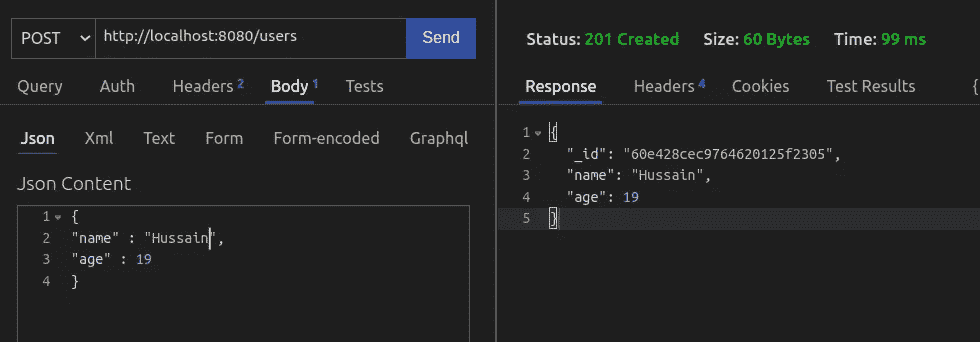 POST http://localhost:8080/users Send
Query Auth Headers 2 Body 1 Tests
Json Xml Text Form Form-encoded Graphql
Json Content
1 {
2 "name" : "Hussain",
3 "age" : 19
4 }
Status: 201 Created Size: 60 Bytes Time: 99 ms
Response Headers 4 Cookies Test Results {
1 {
2 "_id": "60e428cec9764620125f2305",
3 "name": "Hussain",
4 "age": 19
5 }